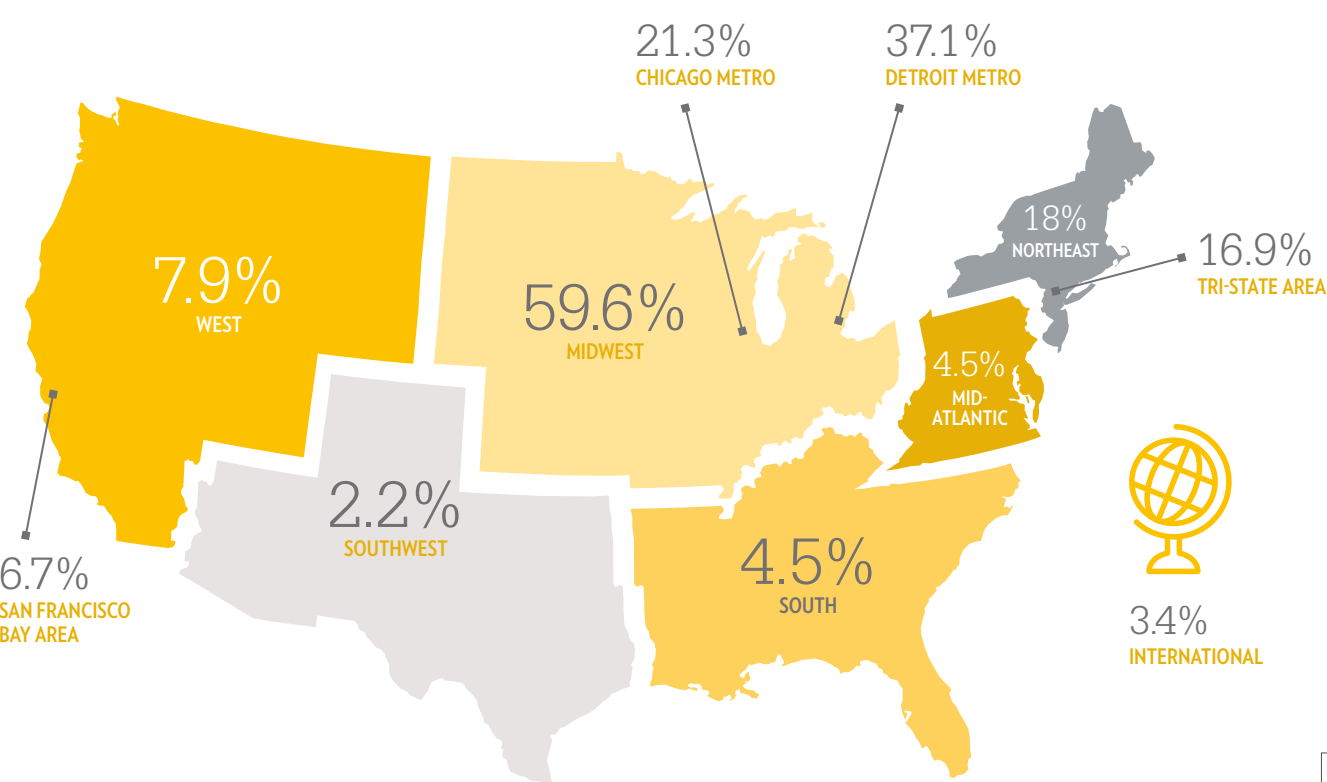 21.3%
CHICAGO METRO
37.1%
DETROIT METRO
18%
NORTHEAST
16.9%
TRI-STATE AREA
7.9%
WEST
59.6%
MIDWEST
4.5%
MID-
ATLANTIC
2.2%
SOUTHWEST
4.5%
SOUTH
6.7%
SAN FRANCISCO
BAY AREA
3.4%
INTERNATIONAL